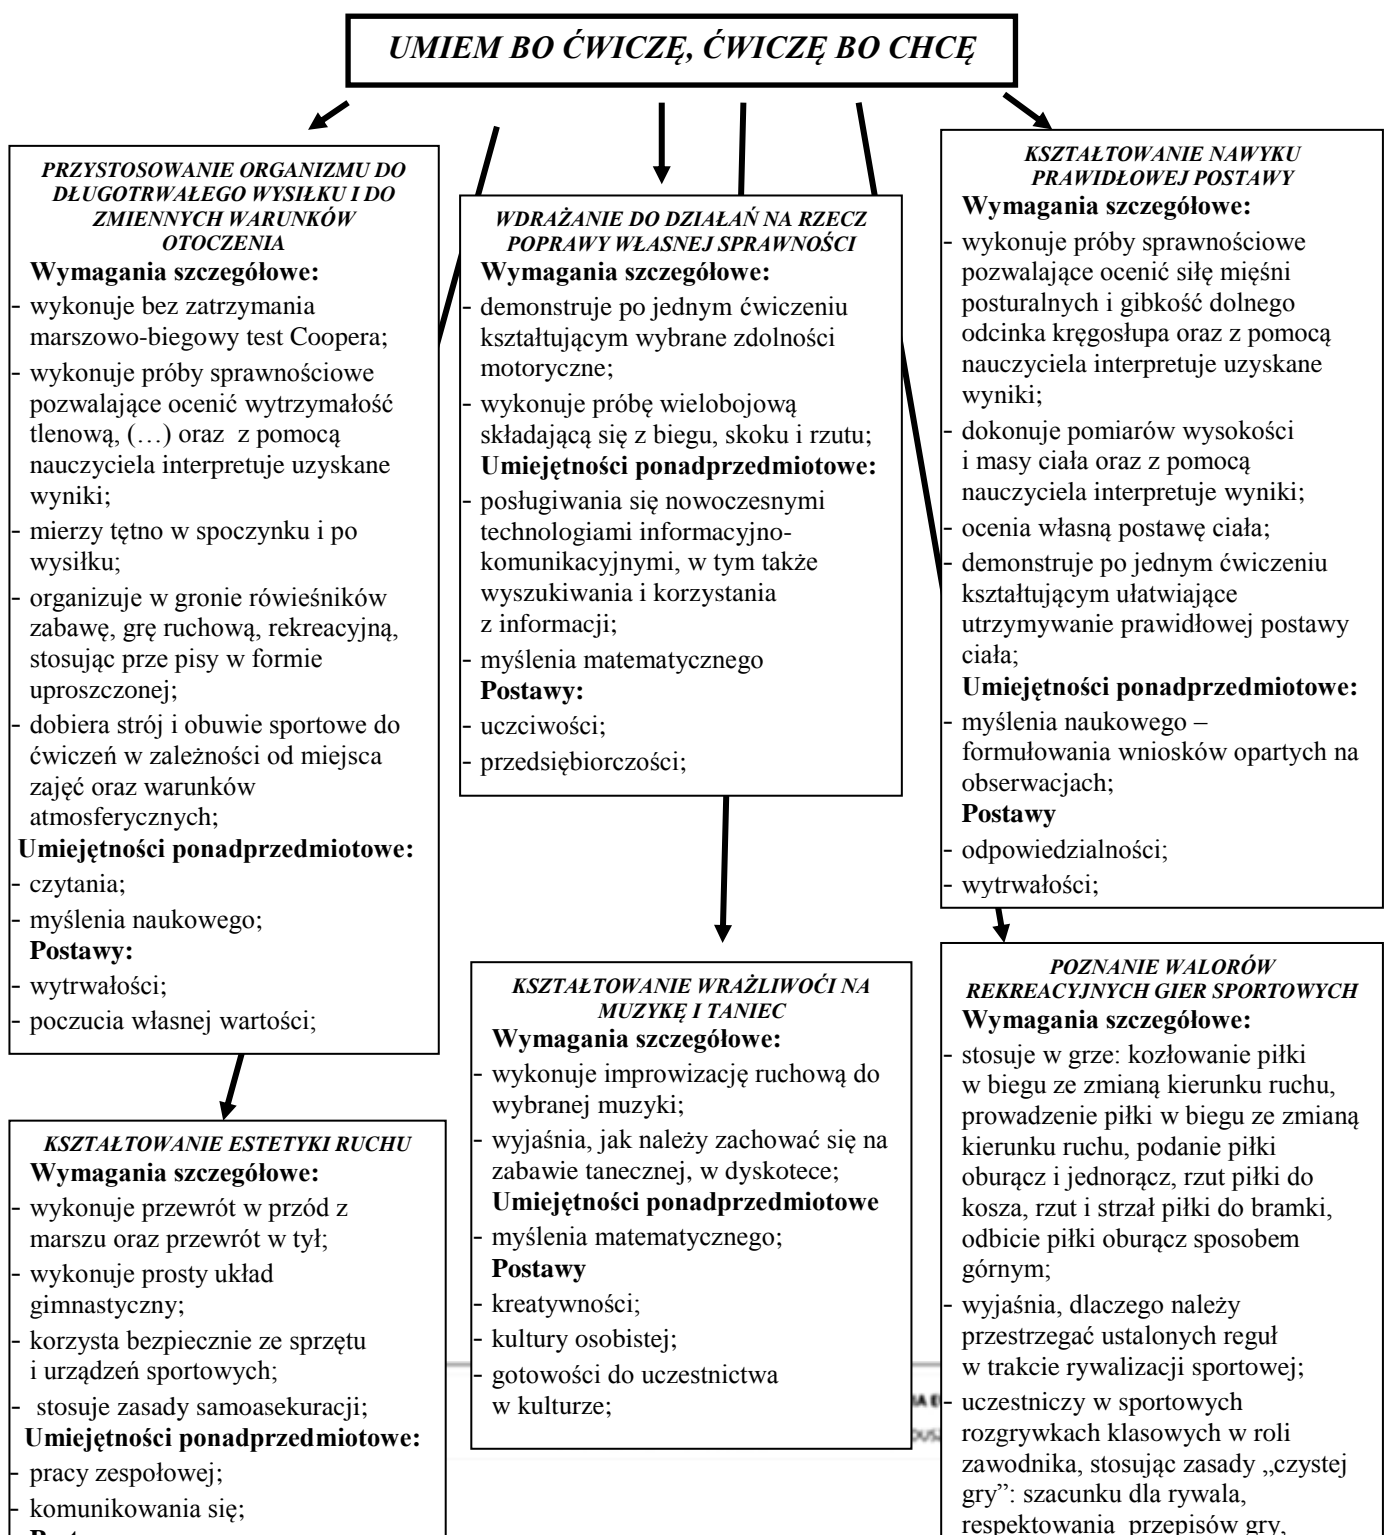 UMIEM BO ĆWICZĘ, ĆWICZĘ BO CHCĘ
PRZYSTOSOWANIE ORGANIZMU DO
DŁUGOTRWAŁEGO WYSIŁKU I DO
ZMIENNYCH WARUNKÓW
OTOCZENIA
Wymagania szczegółowe:
- wykonuje bez zatrzymania
marszowo-biegowy test Coopera;
- wykonuje próby sprawnościowe
pozwalające ocenić wytrzymałość
tlenową, (…) oraz z pomocą
nauczyciela interpretuje uzyskane
wyniki;
- mierzy tętno w spoczynku i po
wysiłku;
- organizuje w gronie rówieśników
zabawę, grę ruchową, rekreacyjną,
stosując prze pisy w formie
uproszczonej;
- dobiera strój i obuwie sportowe do
ćwiczeń w zależności od miejsca
zajęć oraz warunków
atmosferycznych;
Umiejętności ponadprzedmiotowe:
- czytania;
- myślenia naukowego;
Postawy:
- wytrwałości;
- poczucia własnej wartości;
WDRAŻANIE DO DZIAŁAŃ NA RZECZ
POPRAWY WŁASNEJ SPRAWNOŚCI
Wymagania szczegółowe:
- demonstruje po jednym ćwiczeniu
kształtującym wybrane zdolności
motoryczne;
- wykonuje próbę wielobojową
składającą się z biegu, skoku i rzutu;
Umiejętności ponadprzedmiotowe:
- posługiwania się nowoczesnymi
technologiami informacyjno-
komunikacyjnymi, w tym także
wyszukiwania i korzystania
z informacji;
- myślenia matematycznego
Postawy:
- uczciwości;
- przedsiębiorczości;
KSZTAŁTOWANIE NAWYKU
PRAWIDŁOWEJ POSTAWY
Wymagania szczegółowe:
- wykonuje próby sprawnościowe
pozwalające ocenić siłę mięśni
posturalnych i gibkość dolnego
odcinka kręgosłupa oraz z pomocą
nauczyciela interpretuje uzyskane
wyniki;
- dokonuje pomiarów wysokości
i masy ciała oraz z pomocą
nauczyciela interpretuje wyniki;
- ocenia własną postawę ciała;
- demonstruje po jednym ćwiczeniu
kształtującym ułatwiające
utrzymywanie prawidłowej postawy
ciała;
Umiejętności ponadprzedmiotowe:
- myślenia naukowego –
formułowania wniosków opartych na
obserwacjach;
Postawy
- odpowiedzialności;
- wytrwałości;
KSZTAŁTOWANIE ESTETYKI RUCHU
Wymagania szczegółowe:
- wykonuje przewrót w przód z
marszu oraz przewrót w tył;
- wykonuje prosty układ
gimnastyczny;
- korzysta bezpiecznie ze sprzętu
i urządzeń sportowych;
- stosuje zasady samoasekuracji;
Umiejętności ponadprzedmiotowe:
- pracy zespołowej;
- komunikowania się;
KSZTAŁTOWANIE WRAŻLIWOĆI NA
MUZYKĘ I TANIEC
Wymagania szczegółowe:
- wykonuje improwizację ruchową do
wybranej muzyki;
- wyjaśnia, jak należy zachować się na
zabawie tanecznej, w dyskotece;
Umiejętności ponadprzedmiotowe
- myślenia matematycznego;
Postawy
- kreatywności;
- kultury osobistej;
- gotowości do uczestnictwa
w kulturze;
POZNANIE WALORÓW
REKREACYJNYCH GIER SPORTOWYCH
Wymagania szczegółowe:
- stosuje w grze: kozłowanie piłki
w biegu ze zmianą kierunku ruchu,
prowadzenie piłki w biegu ze zmianą
kierunku ruchu, podanie piłki
oburącz i jednorącz, rzut piłki do
kosza, rzut i strzał piłki do bramki,
odbicie piłki oburącz sposobem
górnym;
- wyjaśnia, dlaczego należy
przestrzegać ustalonych reguł
w trakcie rywalizacji sportowej;
- uczestniczy w sportowych
rozgrywkach klasowych w roli
zawodnika, stosując zasady „czystej
gry”: szacunku dla rywala,
respektowania przepisów gry,